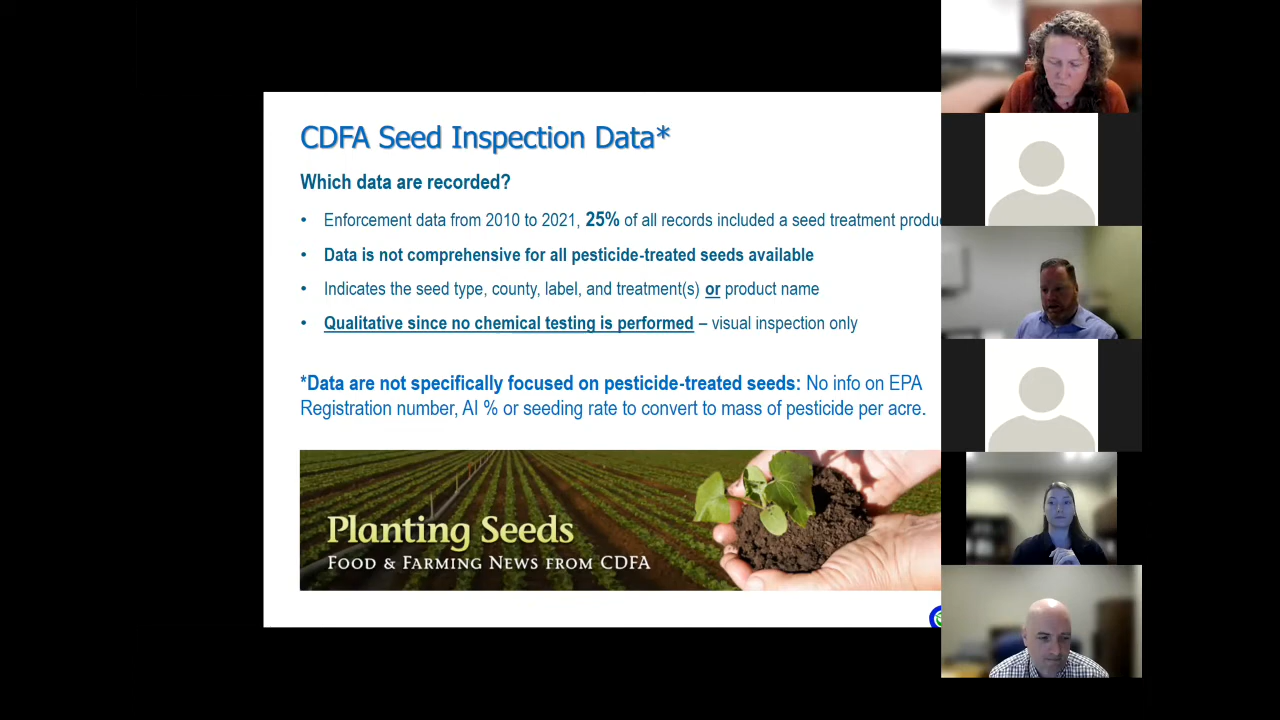 CDFA Seed Inspection Data*
Which data are recorded?
• Enforcement data from 2010 to 2021, 25% of all records included a seed treatment
• Data is not comprehensive for all pesticide-treated seeds available
• Indicates the seed type, county, label, and treatment(s) or product name
• Qualitative since no chemical testing is performed – visual inspection only
*Data are not specifically focused on pesticide-treated seeds: No info on EPA
Registration number, AI % or seeding rate to convert to mass of pesticide per acre.
Planting Seeds
FOOD & FARMING NEWS FROM CDFA